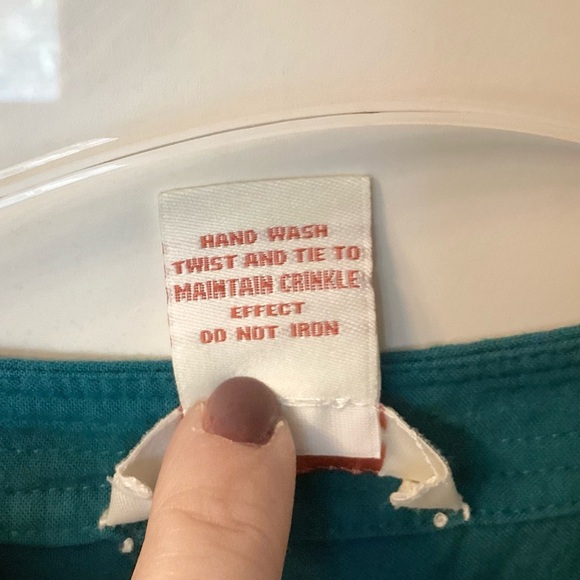 HAND WASH
TWIST AND TIE TO
MAINTAIN CRINKLE
EFFECT
DO NOT IRON